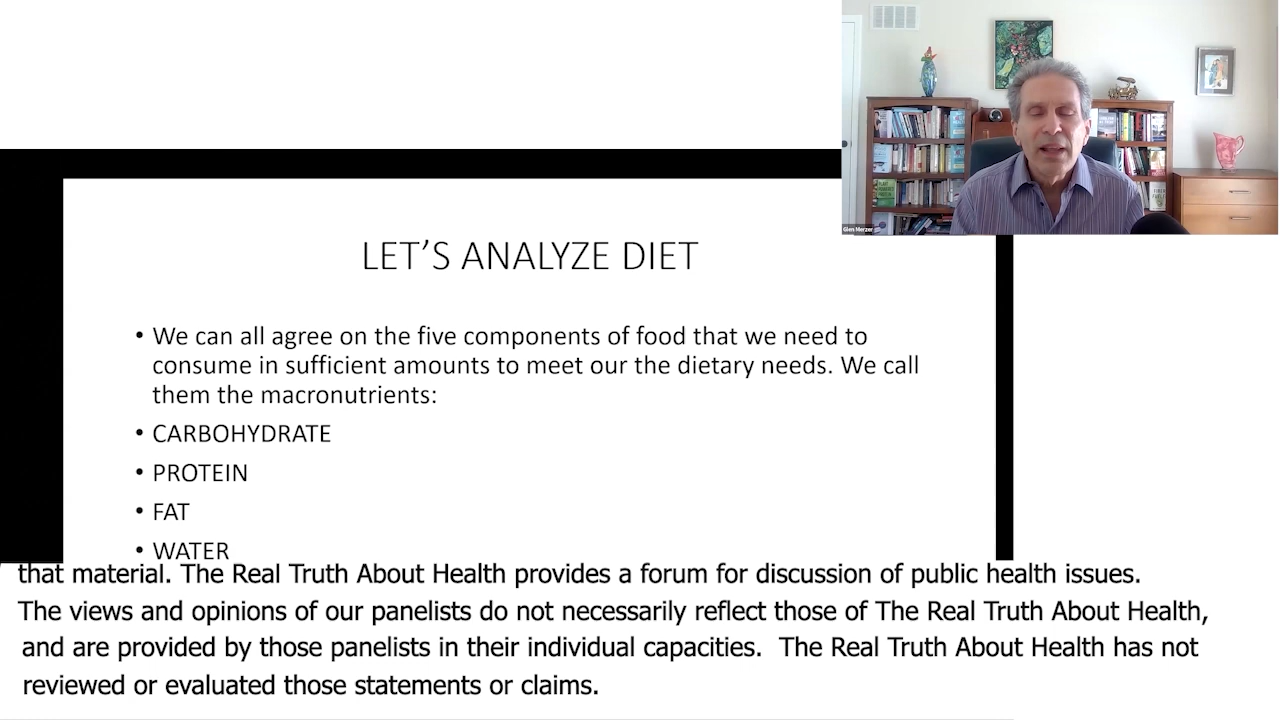 Glen Merzer
LET'S ANALYZE DIET
• We can all agree on the five components of food that we need to
consume in sufficient amounts to meet our the dietary needs. We call
them the macronutrients:
• CARBOHYDRATE
• PROTEIN
• FAT
• WATER
that material. The Real Truth About Health provides a forum for discussion of public health issues.
The views and opinions of our panelists do not necessarily reflect those of The Real Truth About Health,
and are provided by those panelists in their individual capacities.  The Real Truth About Health has not
reviewed or evaluated those statements or claims.